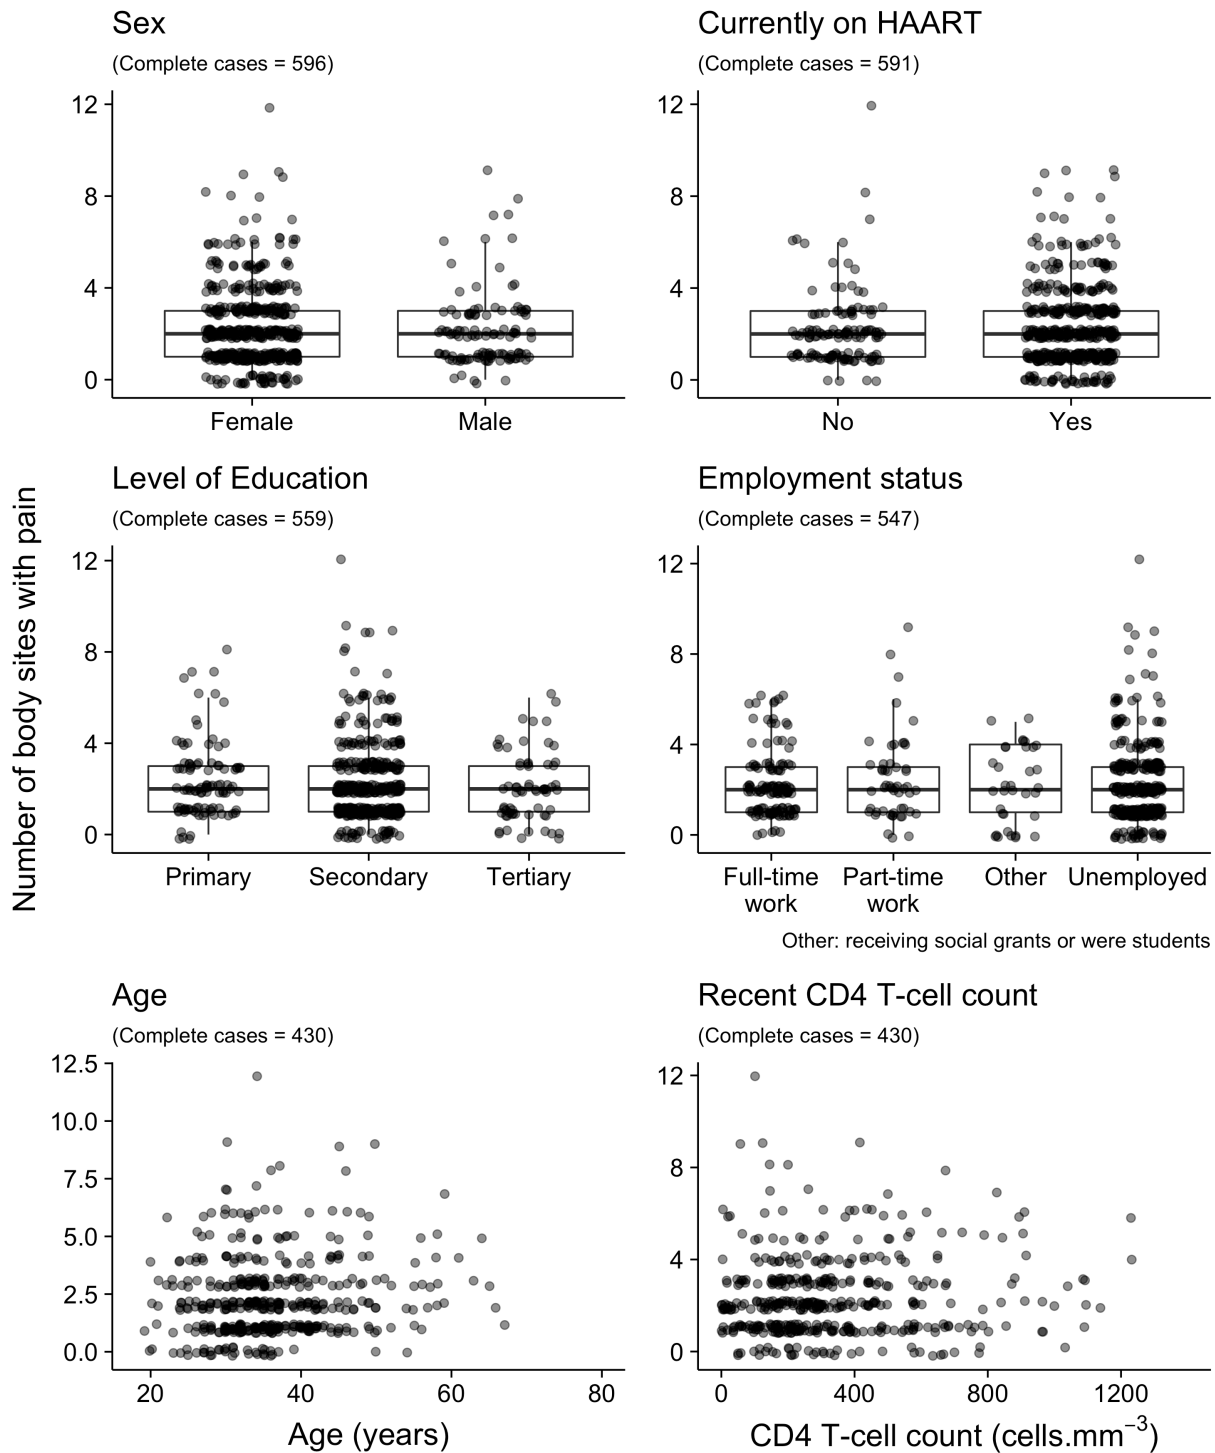 Sex
(Complete cases = 596)
12
8
4
0
Female
Male
Currently on HAART
(Complete cases = 591)
12
8
4
0
No
Yes
Number of body sites with pain
Level of Education
(Complete cases = 559)
12
8
4
0
Primary
Secondary
Tertiary
Employment status
(Complete cases = 547)
12
8
4
0
Full-time
work
Part-time
work
Other
Unemployed
Other: receiving social grants or were students
Age
(Complete cases = 430)
12.5
10.0
7.5
5.0
2.5
0.0
20
40
60
80
Age (years)
Recent CD4 T-cell count
(Complete cases = 430)
12
8
4
0
0
400
800
1200
CD4 T-cell count (cells.mm⁻³)